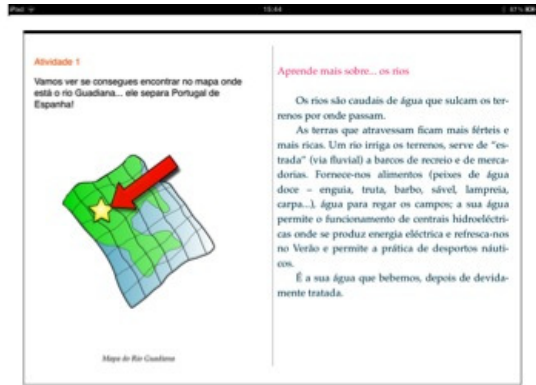 iPad
15:44
47%
Atividade 1
Vamos ver se consegues encontrar no mapa onde
está o rio Guadiana... ele separa Portugal de
Espanha!
Mapa do Rio Guadiana
Aprende mais sobre... os rios
Os rios são caudais de água que sulcam os ter-
renos por onde passam.
As terras que atravessam ficam mais férteis e
mais ricas. Um rio irriga os terrenos, serve de “es-
trada” (via fluvial) a barcos de recreio e de merca-
dorias. Fornece-nos alimentos (peixes de água
doce – enguia, truta, barbo, sável, lampreia,
carpa...), água para regar os campos; a sua água
permite o funcionamento de centrais hidroeléctri-
cas onde se produz energia eléctrica e refresca-nos
no Verão e permite a prática de desportos náuti-
cos.
É a sua água que bebemos, depois de devida-
mente tratada.